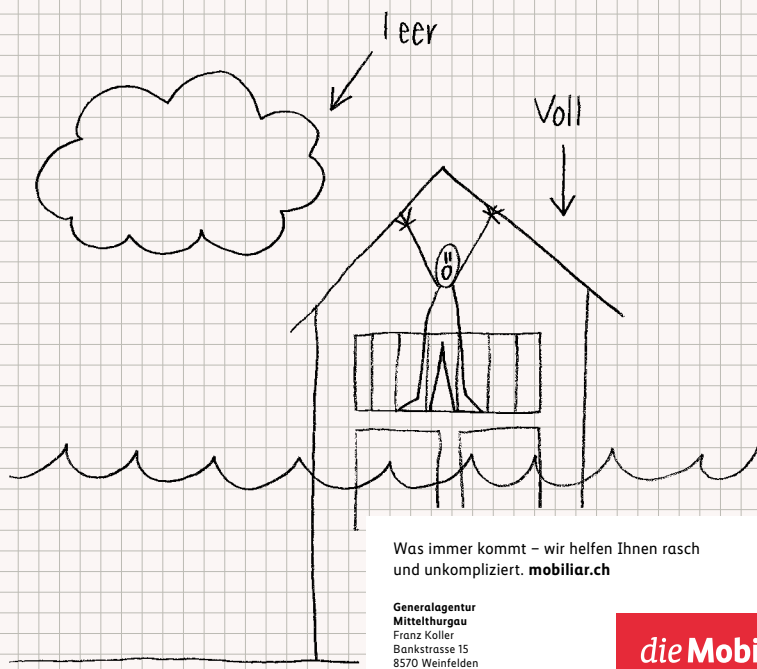 leer
Voll
Was immer kommt – wir helfen Ihnen rasch
und unkompliziert. mobiliar.ch
Generalagentur
Mittelthurgau
Franz Koller
Bankstrasse 15
8570 Weinfelden
die Mobi